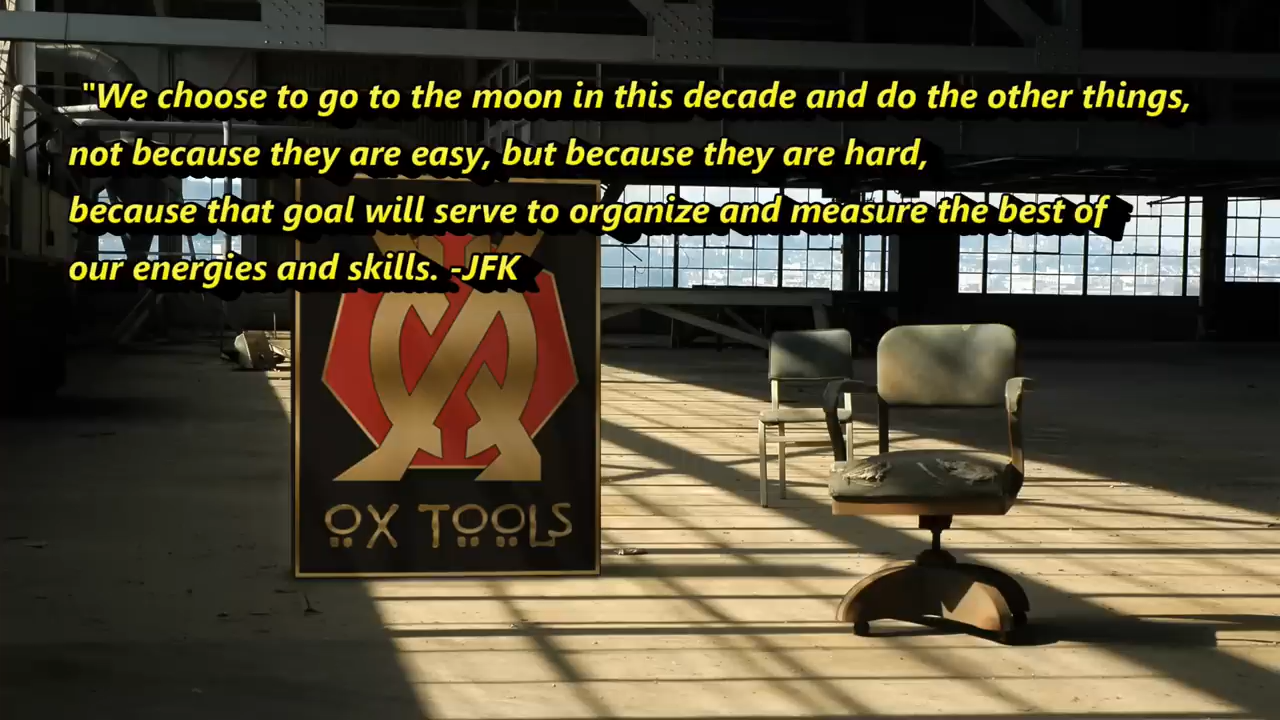 "We choose to go to the moon in this decade and do the other things,
not because they are easy, but because they are hard,
because that goal will serve to organize and measure the best of
our energies and skills. -JFK
OX TOOLS